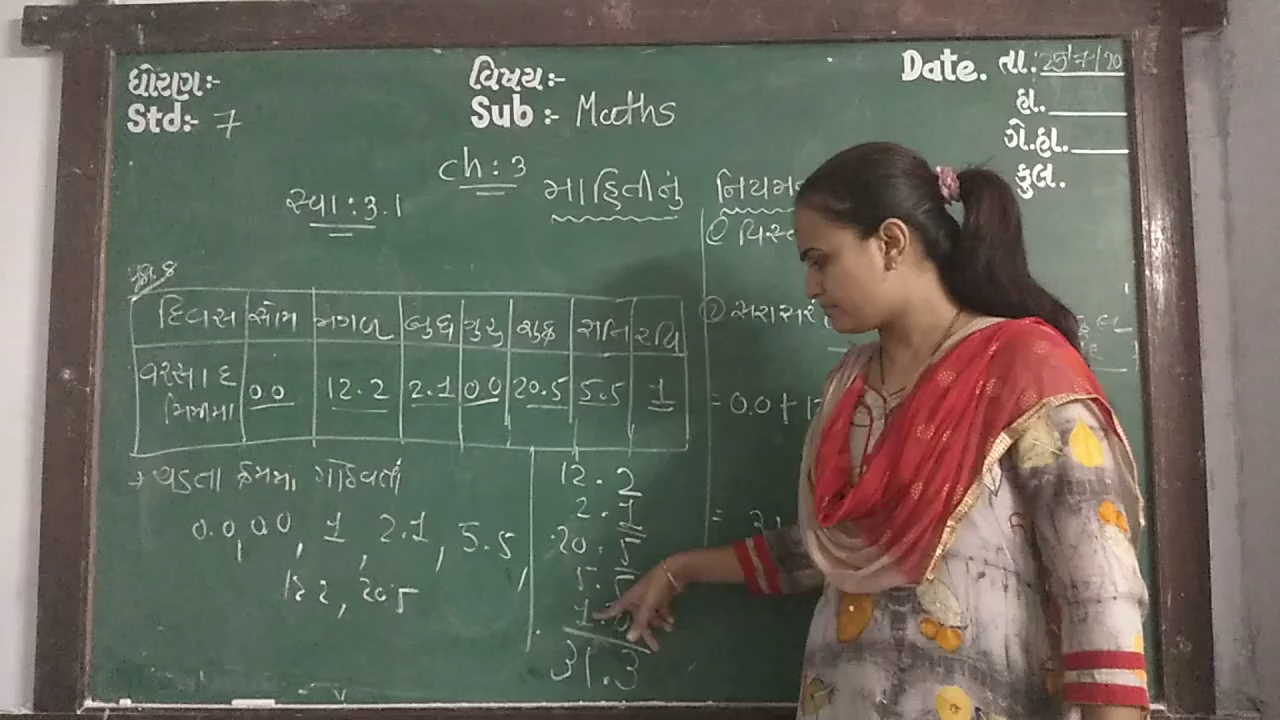 ધોરણ:-
Std:- 7
વિષય:-
Sub:- Maths
Date. તા. 25/7/20
હા.
ગે.હા.
કુલ.
ch : 3
માહિતીનું
સ્વા : 3.1
દિવસ સોમ મંગળ બુધ ગુરુ શુક્ર શનિ રવિ
વરસાદ મિમીમાં 0.0 12.2 2.1 0.0 20.5 5.5 1
→ ચડતા ક્રમમાં ગોઠવતાં
0.0, 0.0, 1, 2.1, 5.5,
12.2, 20.5
12.2
2.1
20.5
31.3
= 0.0 +